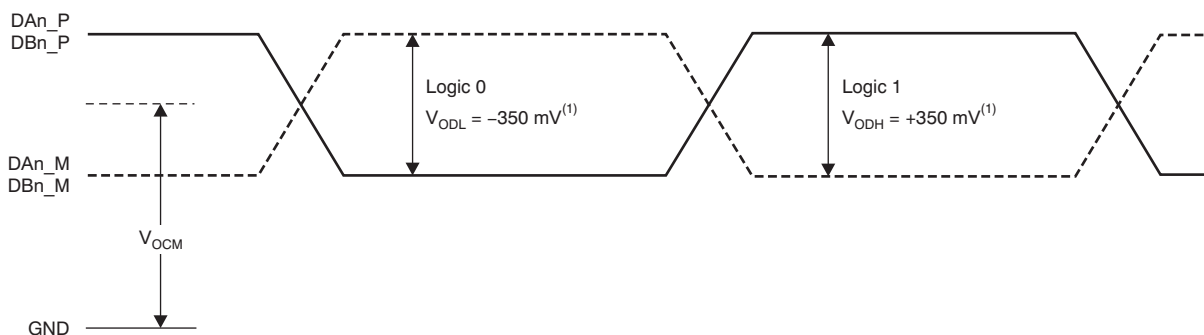 DAn_P
DBn_P
Logic 0
V_ODL = −350 mV(1)
Logic 1
V_ODH = +350 mV(1)
DAn_M
DBn_M
V_OCM
GND